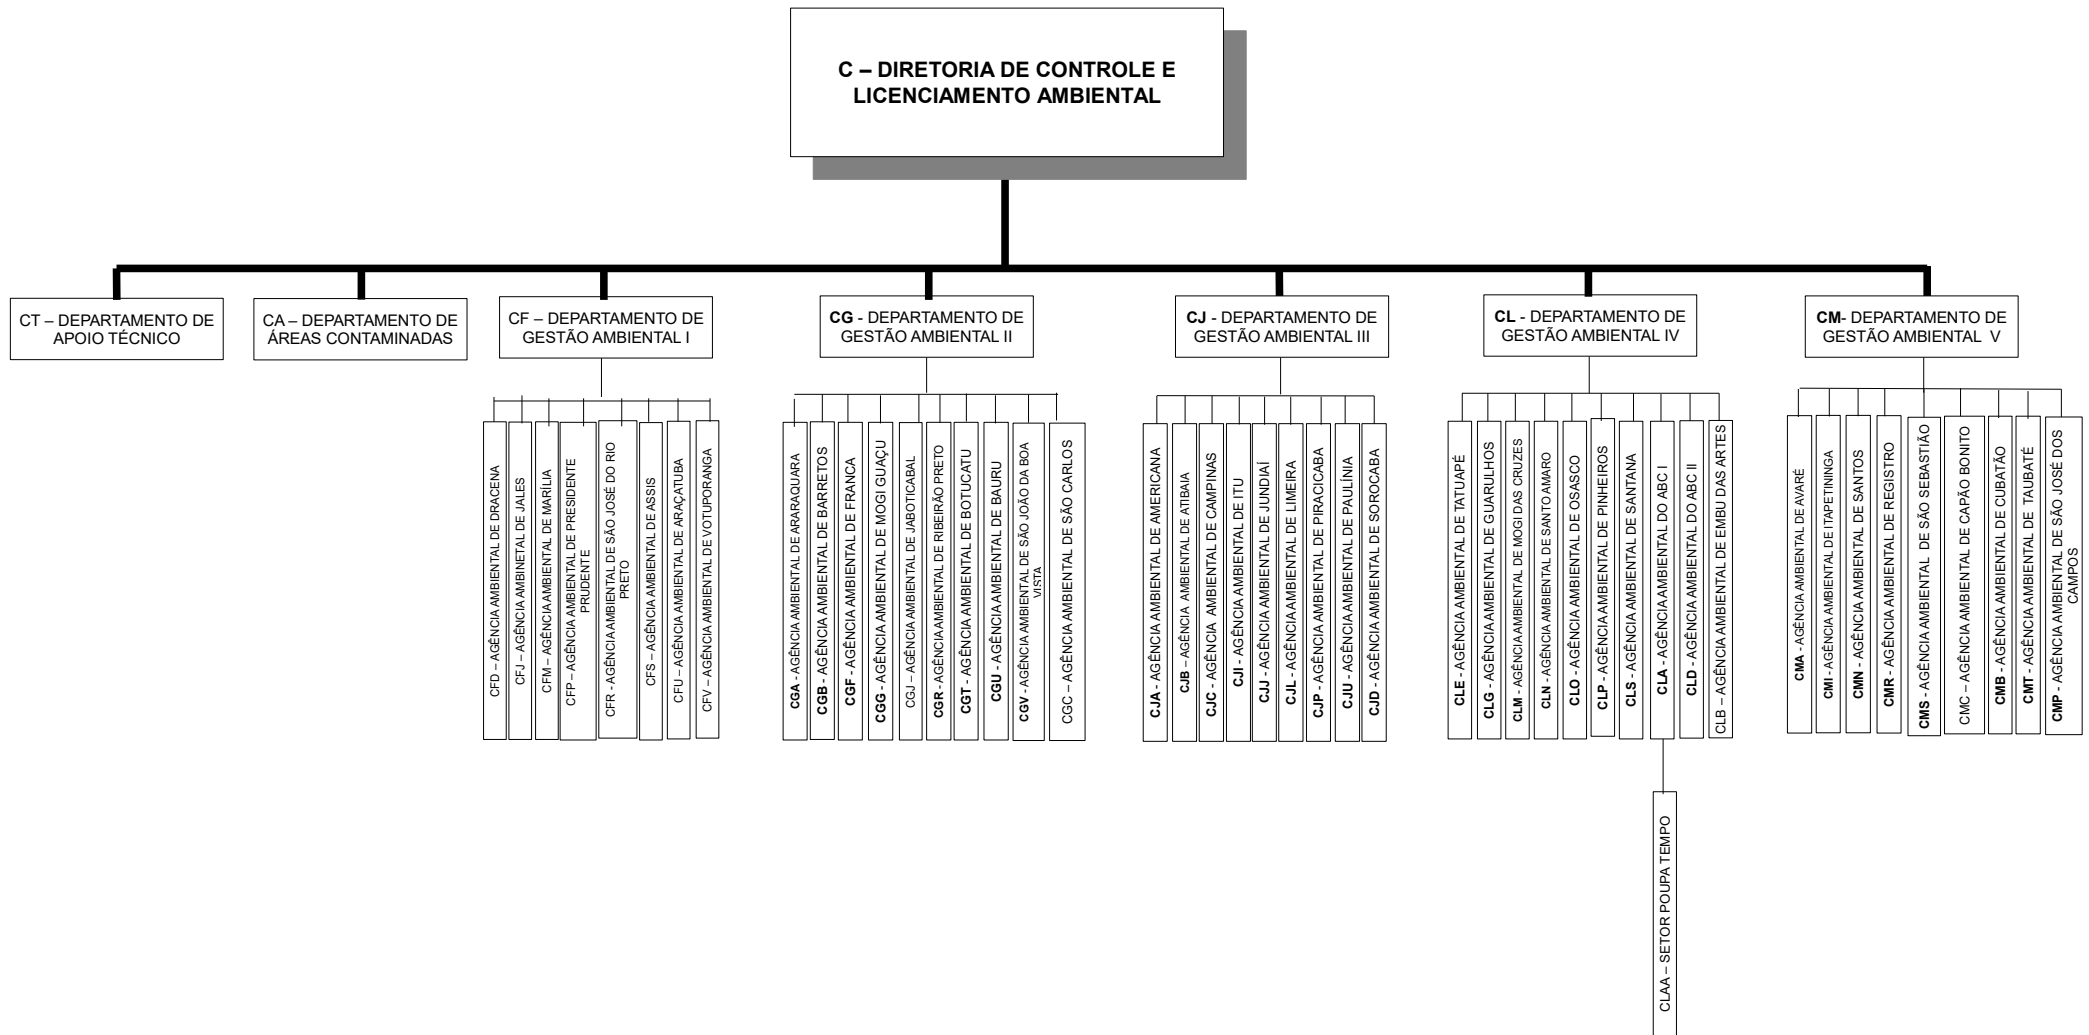 C – DIRETORIA DE CONTROLE E
LICENCIAMENTO AMBIENTAL
CT – DEPARTAMENTO DE
APOIO TÉCNICO
CA – DEPARTAMENTO DE
ÁREAS CONTAMINADAS
CF – DEPARTAMENTO DE
GESTÃO AMBIENTAL I
CG - DEPARTAMENTO DE
GESTÃO AMBIENTAL II
CJ - DEPARTAMENTO DE
GESTÃO AMBIENTAL III
CL - DEPARTAMENTO DE
GESTÃO AMBIENTAL IV
CM- DEPARTAMENTO DE
GESTÃO AMBIENTAL V
CFD – AGÊNCIA AMBIENTAL DE DRACENA
CFJ – AGÊNCIA AMBINETAL DE JALES
CFM – AGÊNCIA AMBIENTAL DE MARÍLIA
CFP – AGÊNCIA AMBIENTAL DE PRESIDENTE
PRUDENTE
CFR - AGÊNCIA AMBIENTAL DE SÃO JOSÉ DO RIO
PRETO
CFS – AGÊNCIA AMBIENTAL DE ASSIS
CFU – AGÊNCIA AMBIENTAL DE ARAÇATUBA
CFV – AGÊNCIA AMBIENTAL DE VOTUPORANGA
CGA - AGÊNCIA AMBIENTAL DE ARARAQUARA
CGB - AGÊNCIA AMBIENTAL DE BARRETOS
CGF - AGÊNCIA AMBIENTAL DE FRANCA
CGG - AGÊNCIA AMBIENTAL DE MOGI GUAÇU
CGJ – AGÊNCIA AMBIENTAL DE JABOTICABAL
CGR - AGÊNCIA AMBIENTAL DE RIBEIRÃO PRETO
CGT - AGÊNCIA AMBIENTAL DE BOTUCATU
CGU - AGÊNCIA AMBIENTAL DE BAURU
CGV - AGÊNCIA AMBIENTAL DE SÃO JOÃO DA BOA
VISTA
CGC – AGÊNCIA AMBIENTAL DE SÃO CARLOS
CJA - AGÊNCIA AMBIENTAL DE AMERICANA
CJB – AGÊNCIA AMBIENTAL DE ATIBAIA
CJC - AGÊNCIA AMBIENTAL DE CAMPINAS
CJI - AGÊNCIA AMBIENTAL DE ITU
CJJ - AGÊNCIA AMBIENTAL DE JUNDIAÍ
CJL - AGÊNCIA AMBIENTAL DE LIMEIRA
CJP - AGÊNCIA AMBIENTAL DE PIRACICABA
CJU - AGÊNCIA AMBIENTAL DE PAULÍNIA
CJD - AGÊNCIA AMBIENTAL DE SOROCABA
CLE - AGÊNCIA AMBIENTAL DE TATUAPÉ
CLG - AGÊNCIA AMBIENTAL DE GUARULHOS
CLM - AGÊNCIA AMBIENTAL DE MOGI DAS CRUZES
CLN - AGÊNCIA AMBIENTAL DE SANTO AMARO
CLO - AGÊNCIA AMBIENTAL DE OSASCO
CLP - AGÊNCIA AMBIENTAL DE PINHEIROS
CLS - AGÊNCIA AMBIENTAL DE SANTANA
CLA - AGÊNCIA AMBIENTAL DO ABC I
CLD - AGÊNCIA AMBIENTAL DO ABC II
CLB – AGÊNCIA AMBIENTAL DE EMBU DAS ARTES
CMA - AGÊNCIA AMBIENTAL DE AVARÉ
CMI - AGÊNCIA AMBIENTAL DE ITAPETININGA
CMN - AGÊNCIA AMBIENTAL DE SANTOS
CMR - AGÊNCIA AMBIENTAL DE REGISTRO
CMS - AGÊNCIA AMBIENTAL DE SÃO SEBASTIÃO
CMC – AGÊNCIA AMBIENTAL DE CAPÃO BONITO
CMB - AGÊNCIA AMBIENTAL DE CUBATÃO
CMT - AGÊNCIA AMBIENTAL DE TAUBATÉ
CMP - AGÊNCIA AMBIENTAL DE SÃO JOSÉ DOS
CAMPOS
CLAA – SETOR POUPA TEMPO